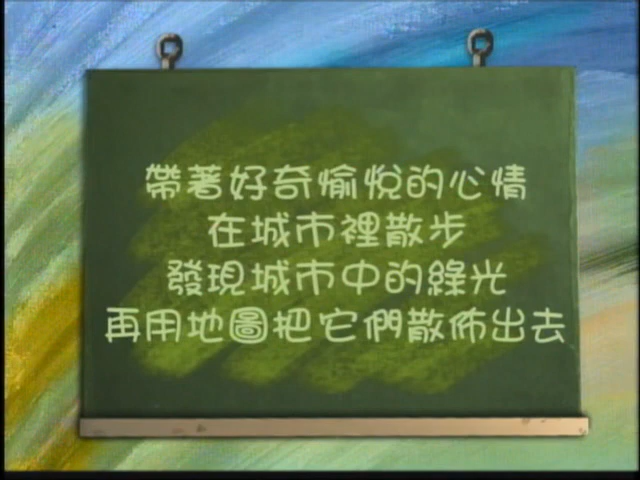 帶著好奇愉悅的心情
在城市裡散步
發現城市中的綠光
再用地圖把它們散佈出去